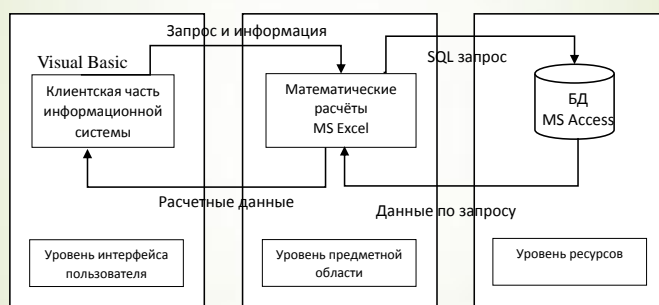 Запрос и информация
SQL запрос
Visual Basic
Клиентская часть
информационной
системы
Математические
расчёты
MS Excel
БД
MS Access
Расчетные данные
Данные по запросу
Уровень интерфейса
пользователя
Уровень предметной
области
Уровень ресурсов